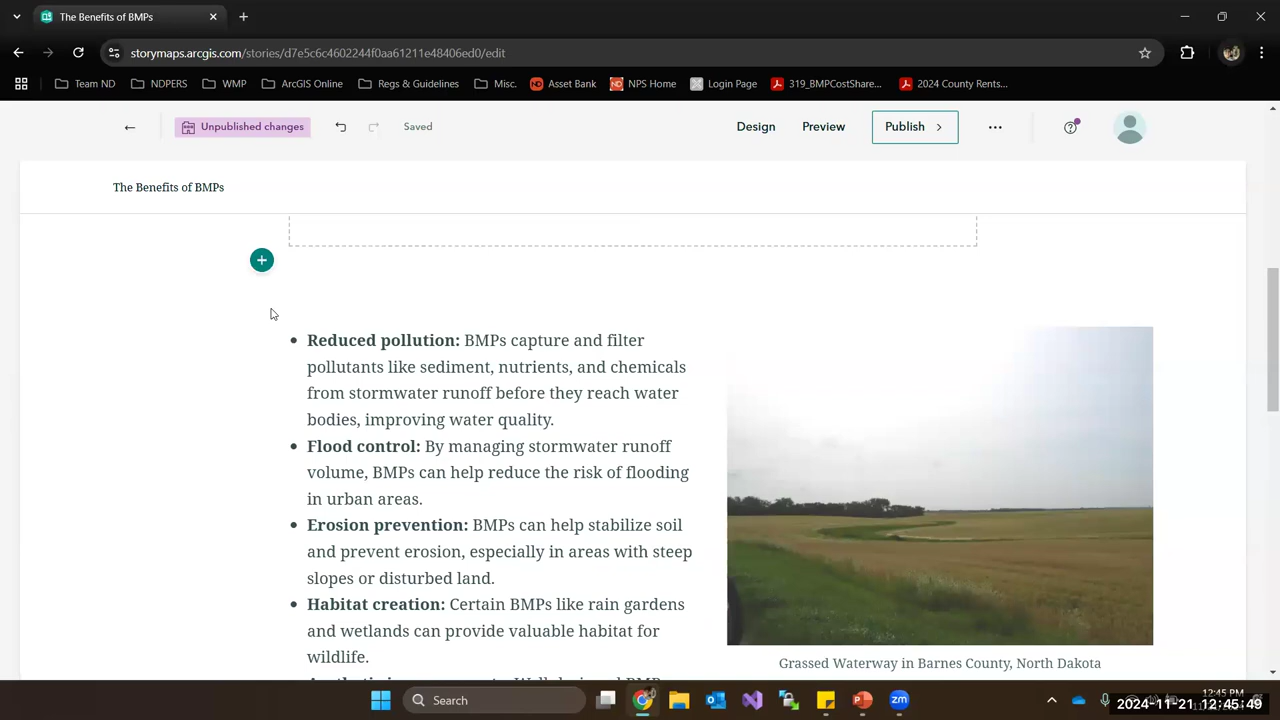 The Benefits of BMPs
storymaps.arcgis.com/stories/d7e5c6c4602244f0aa61211e48406ed0/edit
Team ND
NDPERS
WMP
ArcGIS Online
Regs & Guidelines
Misc.
Asset Bank
NPS Home
Login Page
319_BMPCostShare...
2024 County Rents...
Unpublished changes
Saved
Design
Preview
Publish
The Benefits of BMPs
Reduced pollution: BMPs capture and filter
pollutants like sediment, nutrients, and chemicals
from stormwater runoff before they reach water
bodies, improving water quality.
Flood control: By managing stormwater runoff
volume, BMPs can help reduce the risk of flooding
in urban areas.
Erosion prevention: BMPs can help stabilize soil
and prevent erosion, especially in areas with steep
slopes or disturbed land.
Habitat creation: Certain BMPs like rain gardens
and wetlands can provide valuable habitat for
wildlife.
Grassed Waterway in Barnes County, North Dakota
Search
12:45 PM
2024-11-21 12:45:49